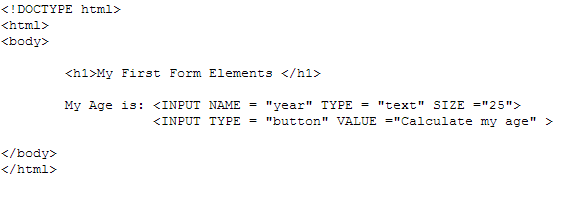 <!DOCTYPE html>
<html>
<body>
<h1>My First Form Elements </h1>
My Age is: <INPUT NAME = "year" TYPE = "text" SIZE ="25">
<INPUT TYPE = "button" VALUE ="Calculate my age" >
</body>
</html>